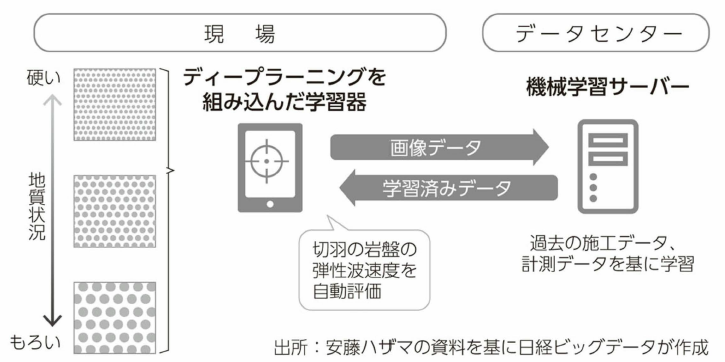 現　場
データセンター
硬い
地質状況
もろい
ディープラーニングを
組み込んだ学習器
機械学習サーバー
画像データ
学習済みデータ
切羽の岩盤の
弾性波速度を
自動評価
過去の施工データ、
計測データを基に学習
出所：安藤ハザマの資料を基に日経ビッグデータが作成